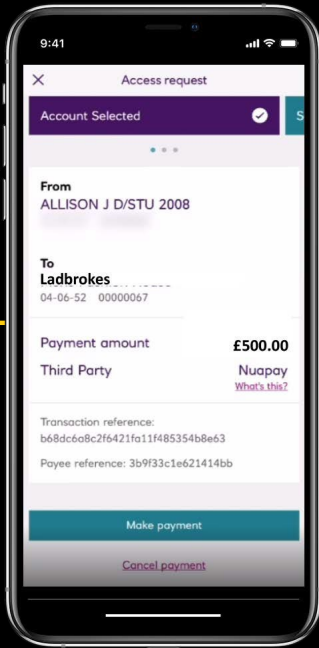 9:41
Access request
Account Selected
S
From
ALLISON J D/STU 2008
To
Ladbrokes
04-06-52 00000067
Payment amount £500.00
Third Party Nuapay
What's this?
Transaction reference:
b68dc6a8c2f6421fa11f485354b8e63
Payee reference: 3b9f33c1e621414bb
Make payment
Cancel payment